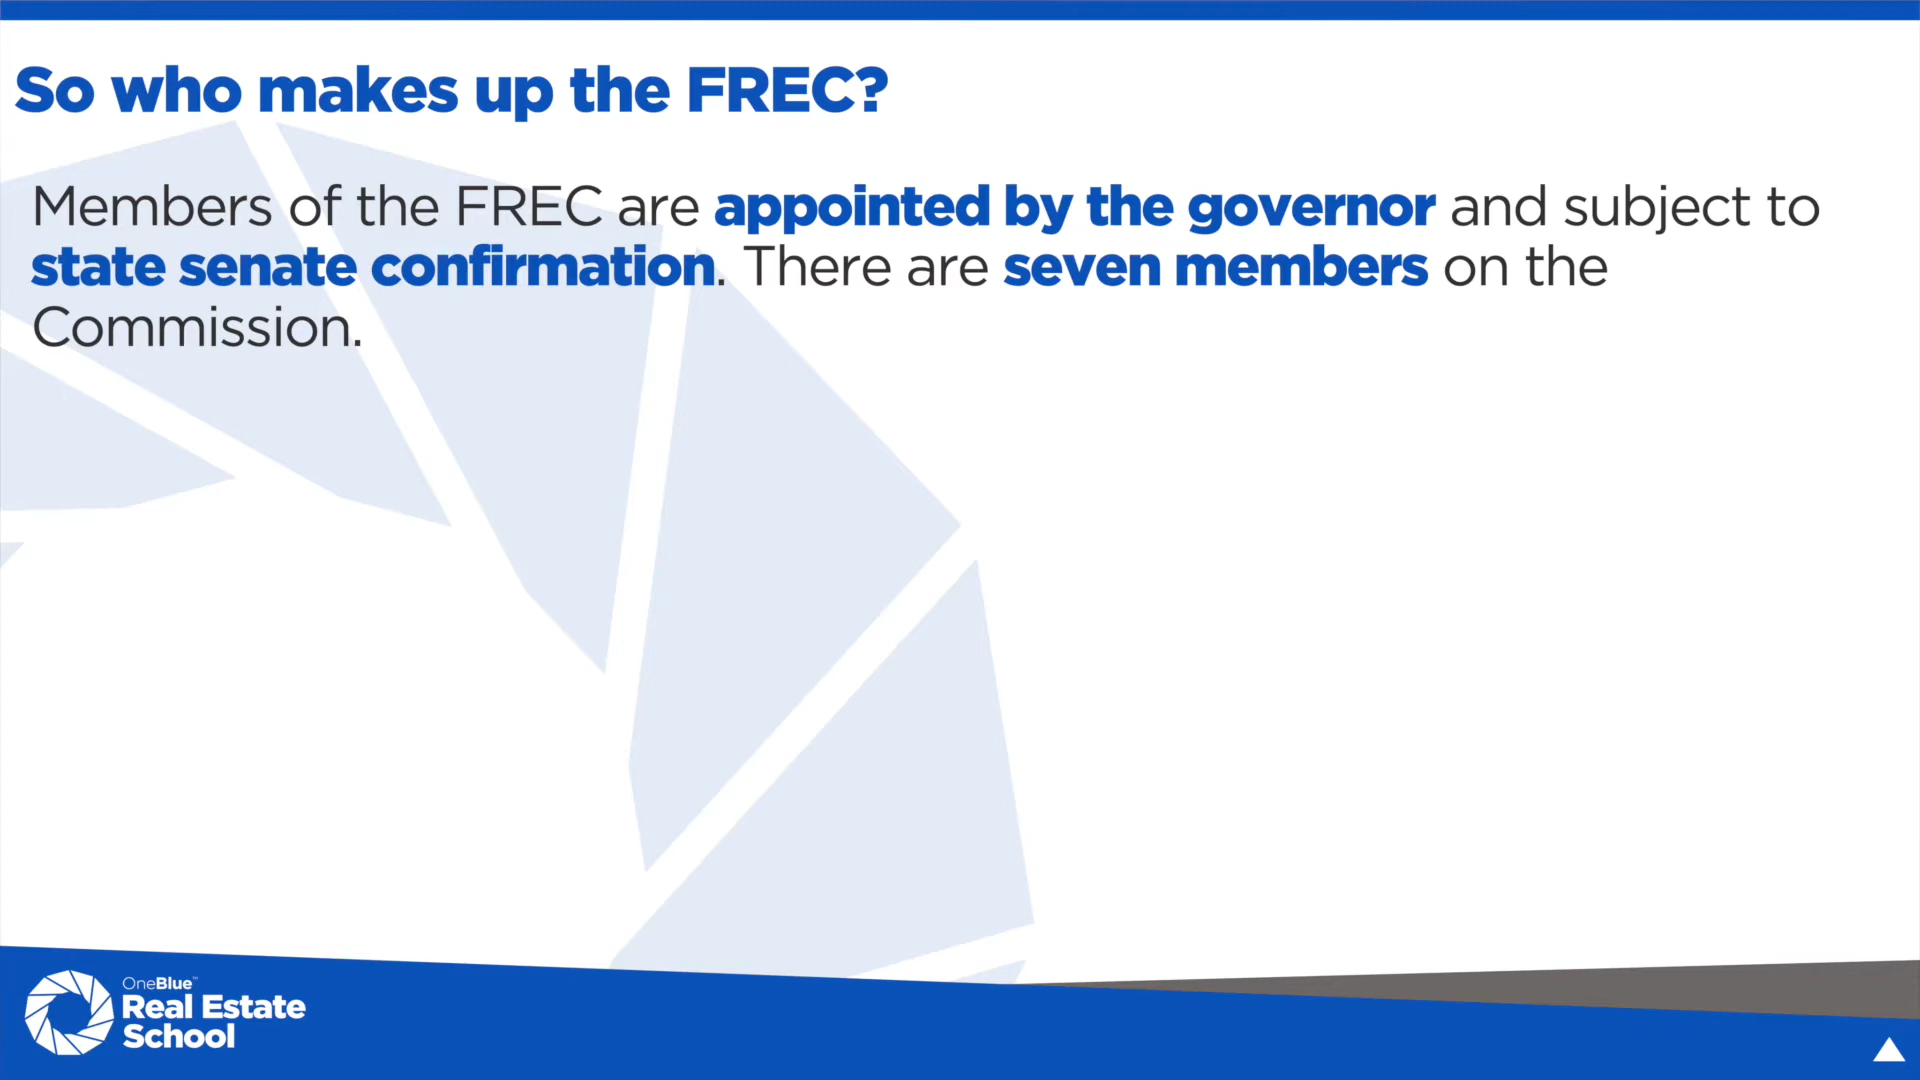 So who makes up the FREC?
Members of the FREC are appointed by the governor and subject to
state senate confirmation. There are seven members on the
Commission.
OneBlue™
Real Estate
School